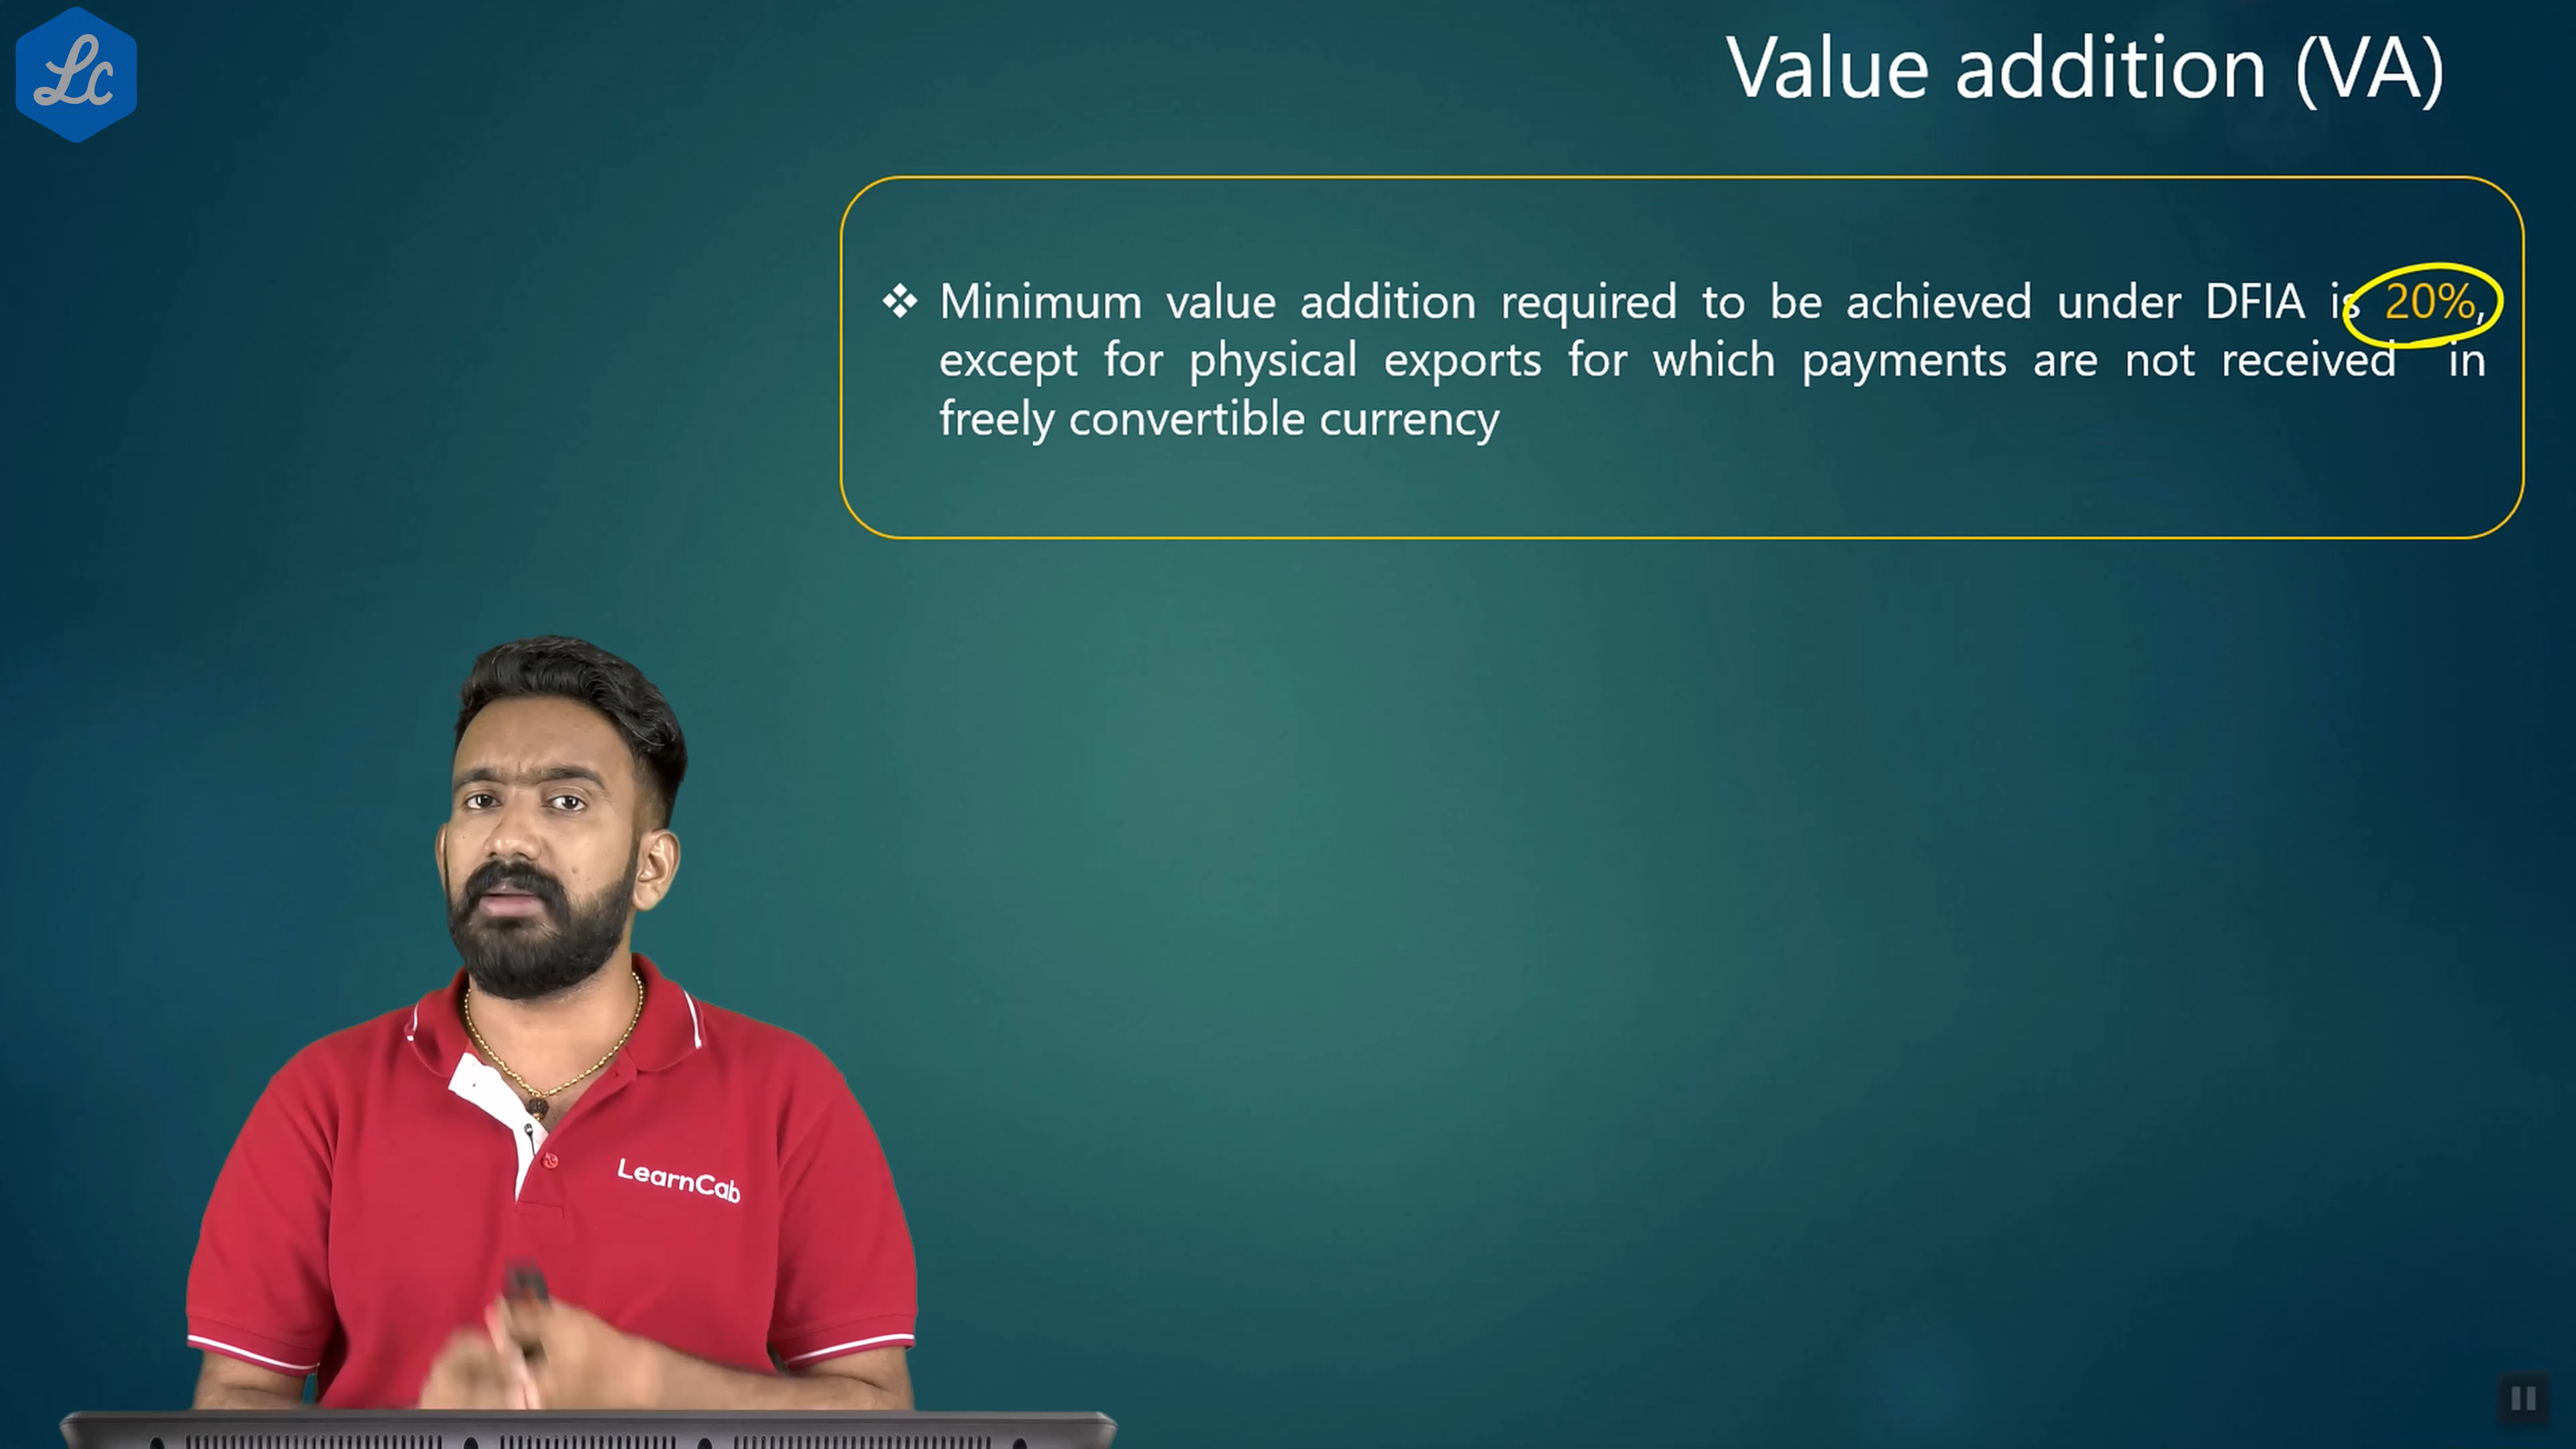 Lc
Value addition (VA)
❖ Minimum value addition required to be achieved under DFIA is 20%,
except for physical exports for which payments are not received in
freely convertible currency
LearnCab